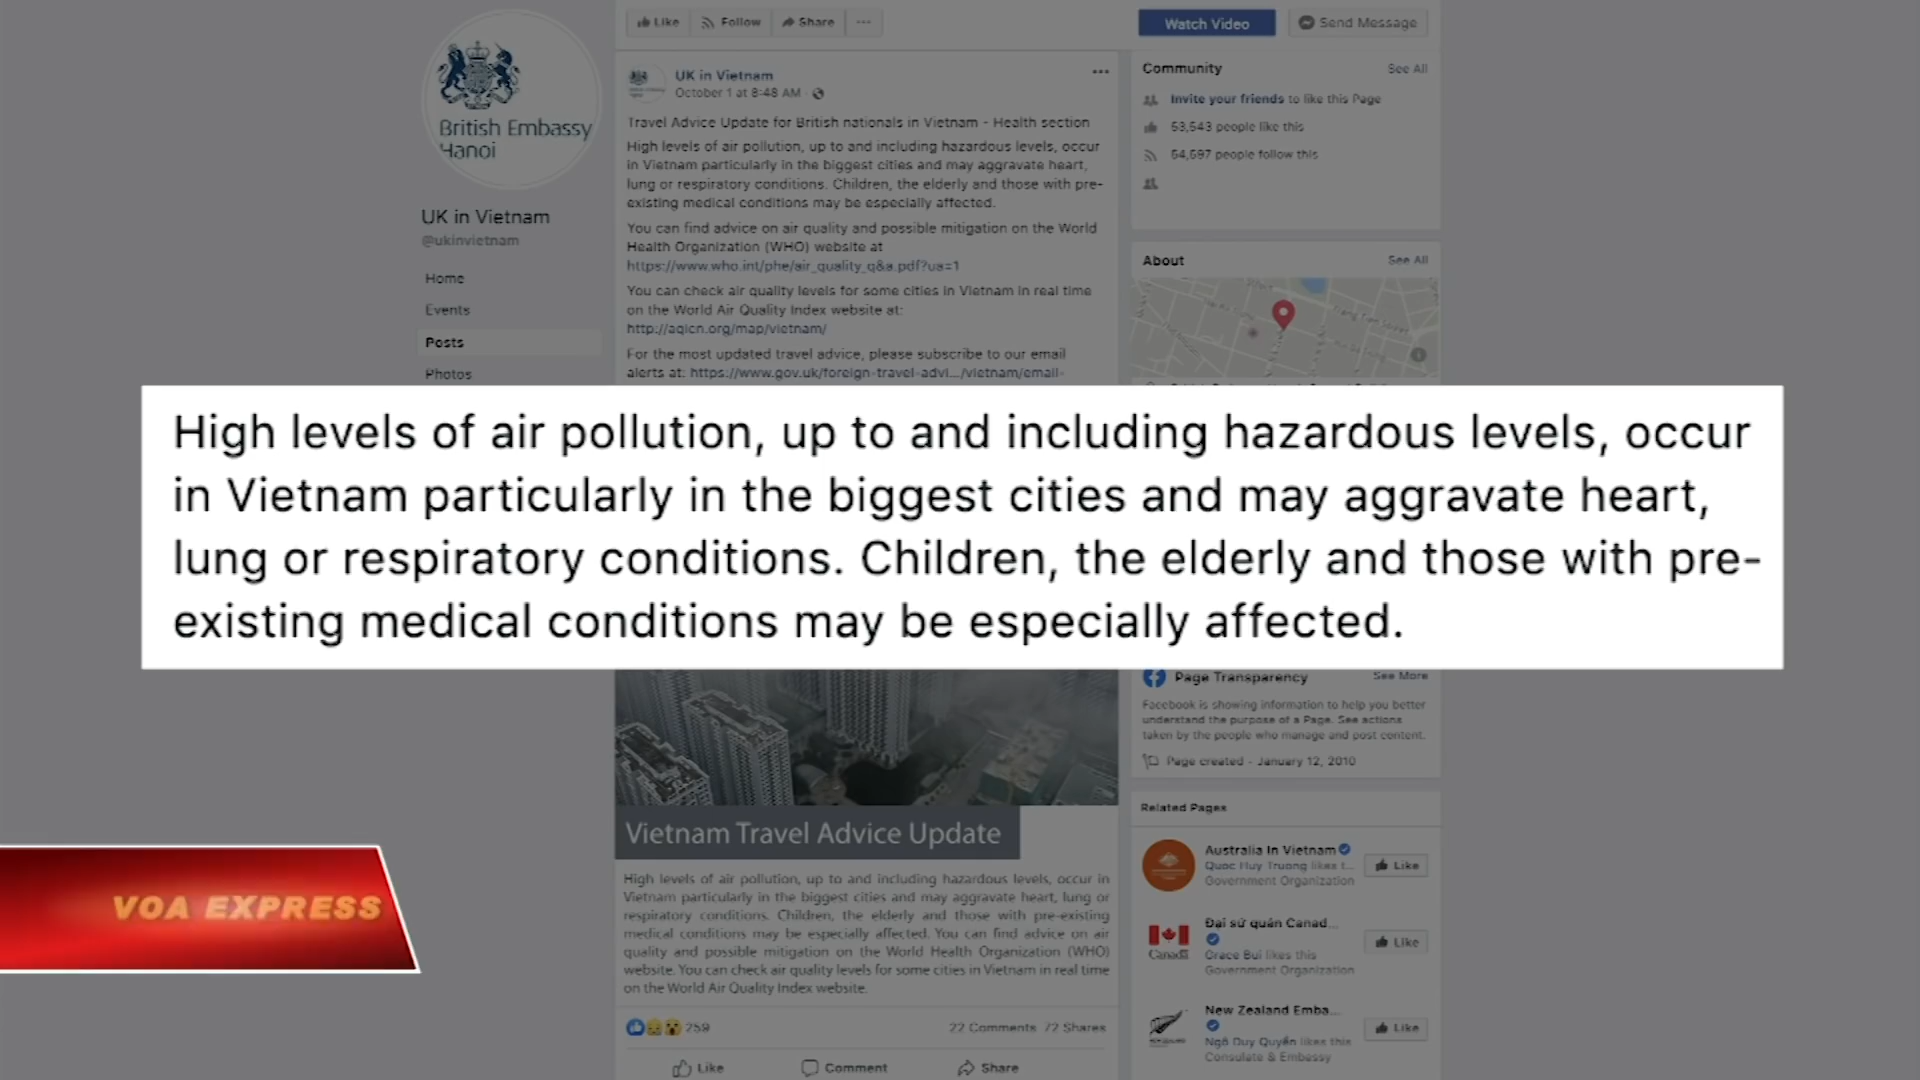 Like
Follow
Share
Watch Video
Send Message
British Embassy
Hanoi
UK in Vietnam
@ukinvietnam
Home
Events
Posts
Photos
UK in Vietnam
October 1 at 8:48 AM
Travel Advice Update for British nationals in Vietnam - Health section
High levels of air pollution, up to and including hazardous levels, occur
in Vietnam particularly in the biggest cities and may aggravate heart,
lung or respiratory conditions. Children, the elderly and those with pre-
existing medical conditions may be especially affected.
You can find advice on air quality and possible mitigation on the World
Health Organization (WHO) website at
https://www.who.int/phe/air_quality_q&a.pdf?ua=1
You can check air quality levels for some cities in Vietnam in real time
on the World Air Quality Index website at:
http://aqicn.org/map/vietnam/
For the most updated travel advice, please subscribe to our email
alerts at: https://www.gov.uk/foreign-travel-advi.../vietnam/email-
Community
See All
Invite your friends to like this Page
53,543 people like this
54,597 people follow this
About
See All
High levels of air pollution, up to and including hazardous levels, occur
in Vietnam particularly in the biggest cities and may aggravate heart,
lung or respiratory conditions. Children, the elderly and those with pre-
existing medical conditions may be especially affected.
Page Transparency
See More
Facebook is showing information to help you better
understand the purpose of a Page. See actions
taken by the people who manage and post content.
Page created - January 12, 2010
Vietnam Travel Advice Update
High levels of air pollution, up to and including hazardous levels, occur in
Vietnam particularly in the biggest cities and may aggravate heart, lung or
respiratory conditions. Children, the elderly and those with pre-existing
medical conditions may be especially affected. You can find advice on air
quality and possible mitigation on the World Health Organization (WHO)
website. You can check air quality levels for some cities in Vietnam in real time
on the World Air Quality Index website.
259
22 Comments 72 Shares
Like
Comment
Share
Related Pages
Australia in Vietnam
Quoc Huy Truong likes t...
Government Organization
Like
Canada
Đại sứ quán Canad...
Grace Bui likes this
Government Organization
Like
New Zealand Emba...
Ngô Duy Quyền likes this
Consulate & Embassy
Like
VOA EXPRESS